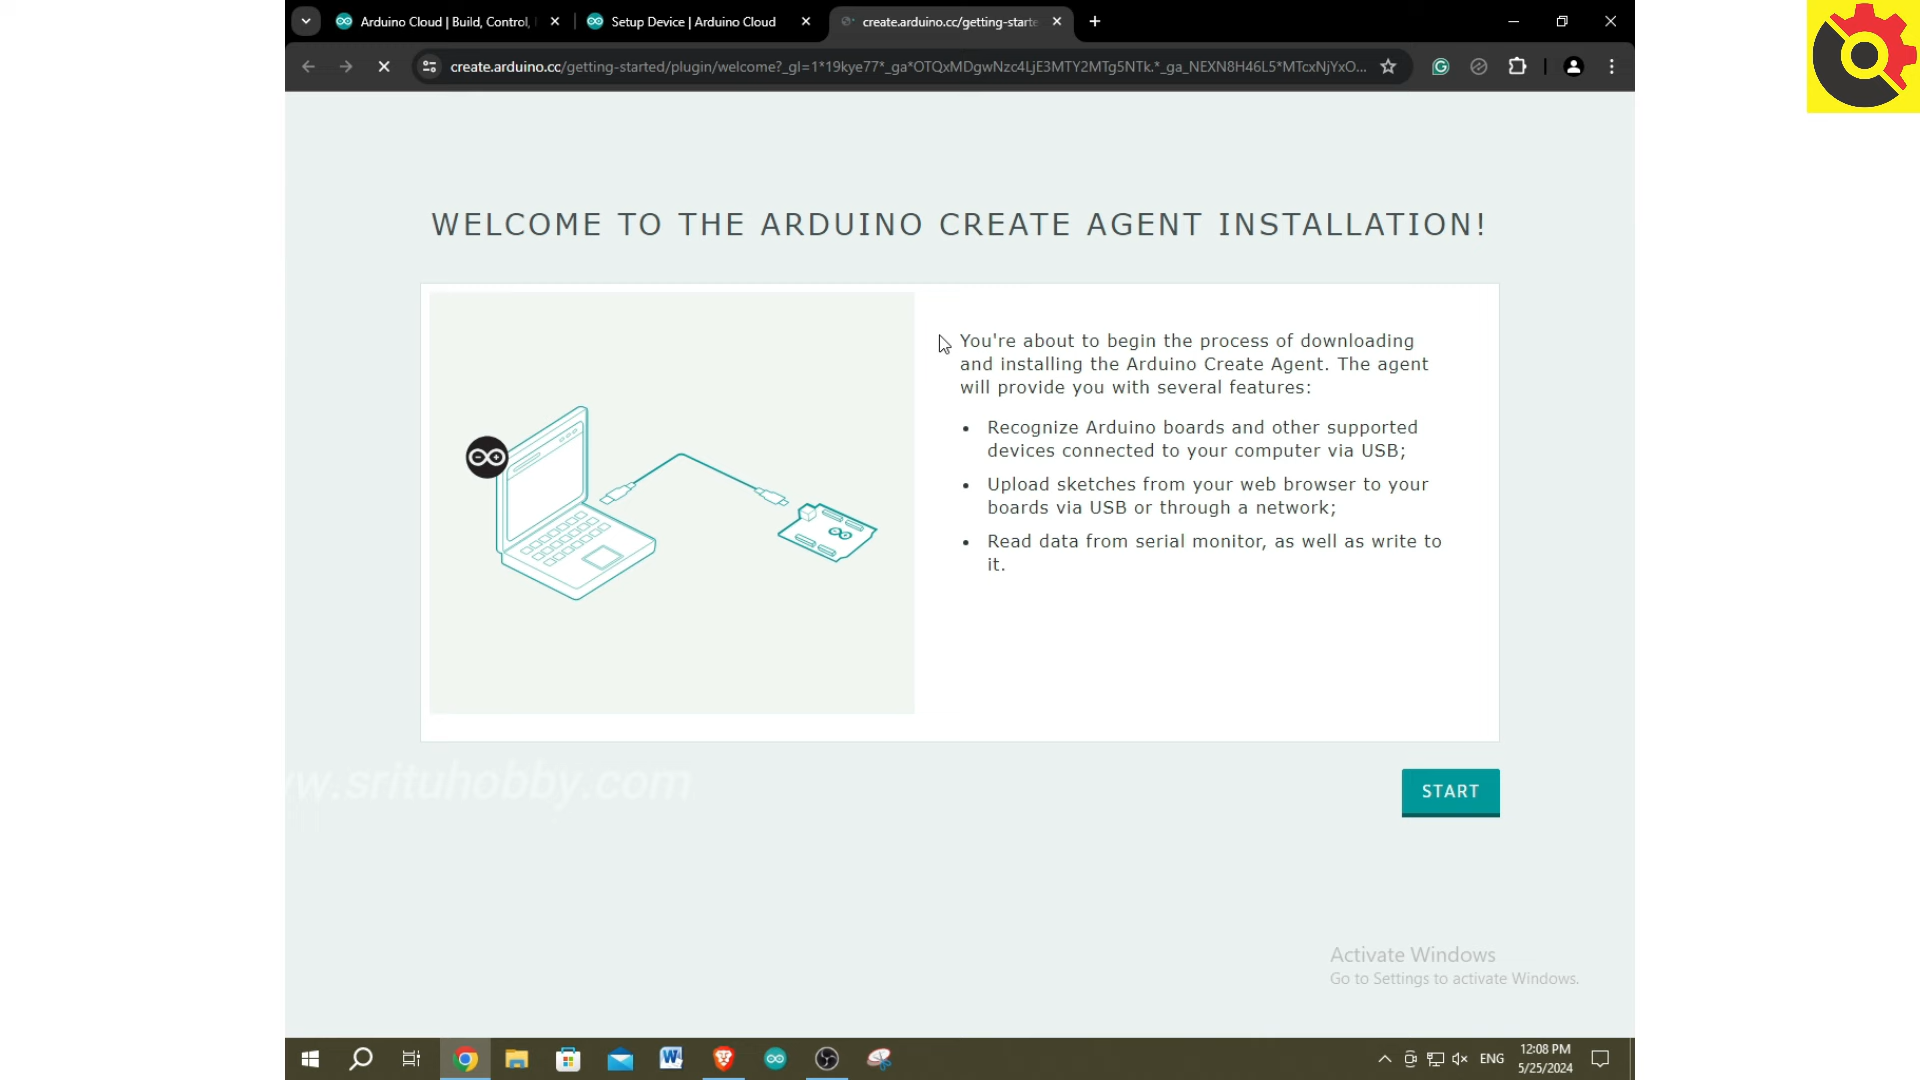 Arduino Cloud | Build, Control,
Setup Device | Arduino Cloud
create.arduino.cc/getting-starte
create.arduino.cc/getting-started/plugin/welcome?_gl=1*19kye77*_ga*OTQxMDgwNzc4LjE3MTY2MTg5NTk.*_ga_NEXN8H46L5*MTcxNjYxO...
WELCOME TO THE ARDUINO CREATE AGENT INSTALLATION!
You're about to begin the process of downloading
and installing the Arduino Create Agent. The agent
will provide you with several features:
• Recognize Arduino boards and other supported
devices connected to your computer via USB;
• Upload sketches from your web browser to your
boards via USB or through a network;
• Read data from serial monitor, as well as write to
it.
w.srituhobby.com
START
Activate Windows
Go to Settings to activate Windows.
ENG
12:08 PM
5/25/2024